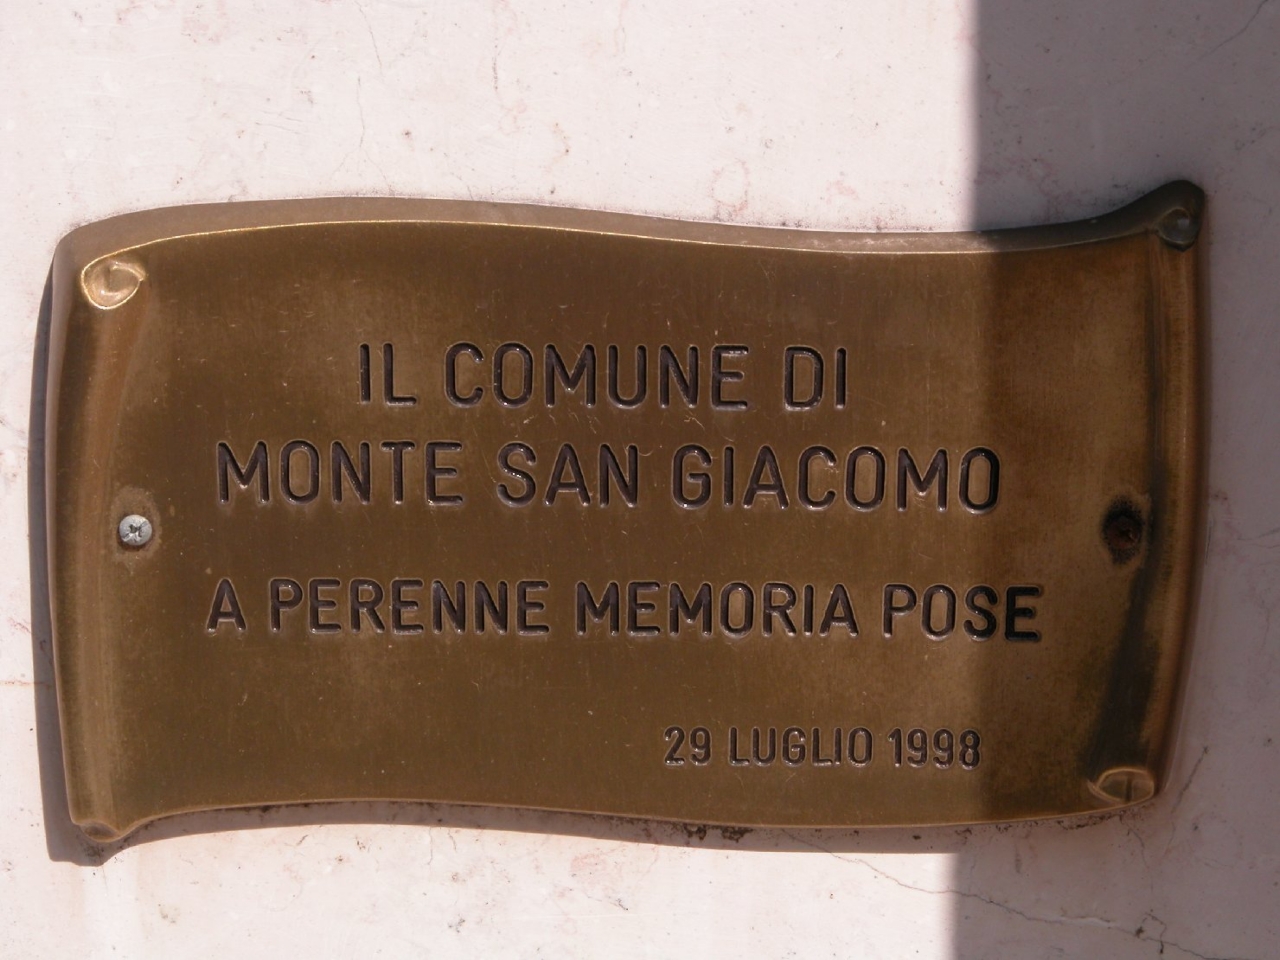 IL COMUNE DI
MONTE SAN GIACOMO
A PERENNE MEMORIA POSE
29 LUGLIO 1998